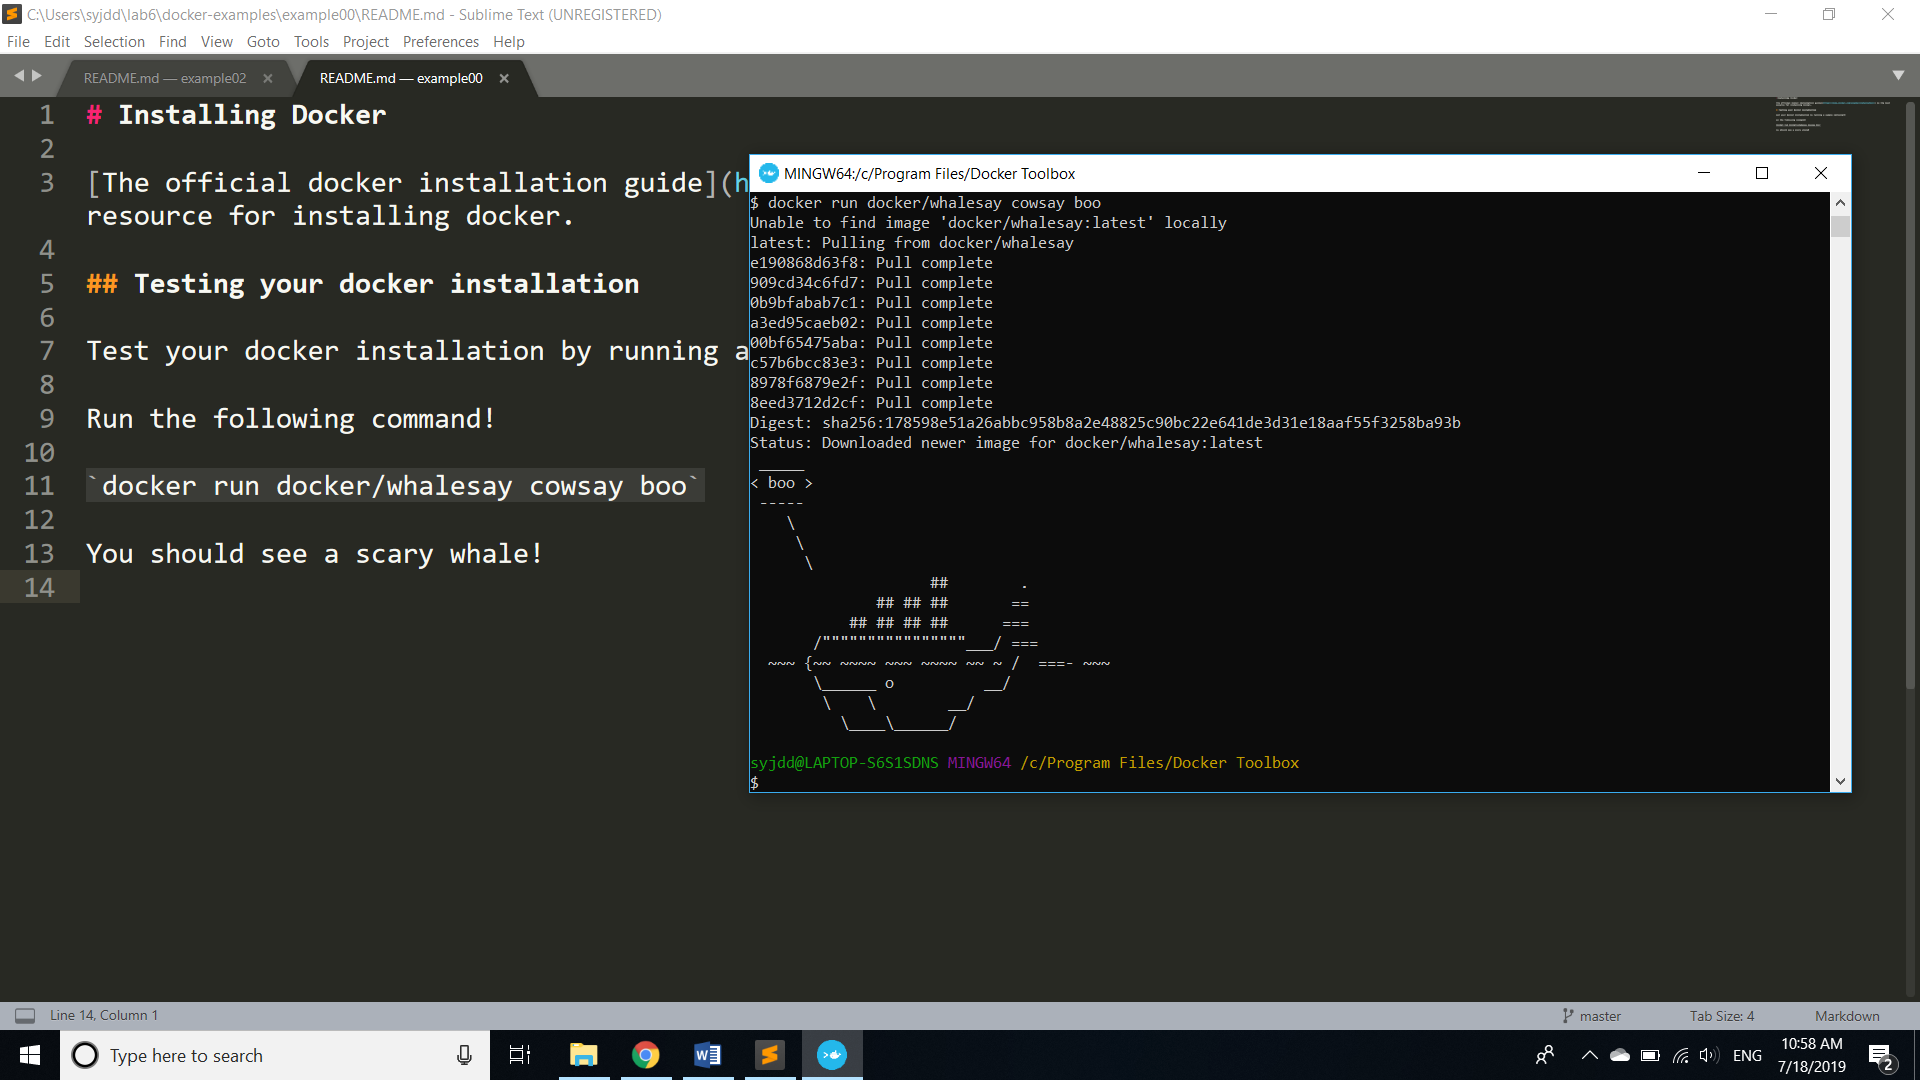 C:\Users\syjdd\lab6\docker-examples\example00\README.md - Sublime Text (UNREGISTERED)
File Edit Selection Find View Goto Tools Project Preferences Help
README.md — example02 ×
README.md — example00 ×
1 # Installing Docker
2
3 [The official docker installation guide](h
resource for installing docker.
4
5 ## Testing your docker installation
6
7 Test your docker installation by running a
8
9 Run the following command!
10
11 `docker run docker/whalesay cowsay boo`
12
13 You should see a scary whale!
14
MINGW64:/c/Program Files/Docker Toolbox
$ docker run docker/whalesay cowsay boo
Unable to find image 'docker/whalesay:latest' locally
latest: Pulling from docker/whalesay
e190868d63f8: Pull complete
909cd34c6fd7: Pull complete
0b9bfabab7c1: Pull complete
a3ed95caeb02: Pull complete
00bf65475aba: Pull complete
c57b6bcc83e3: Pull complete
8978f6879e2f: Pull complete
8eed3712d2cf: Pull complete
Digest: sha256:178598e51a26abbc958b8a2e48825c90bc22e641de3d31e18aaf55f3258ba93b
Status: Downloaded newer image for docker/whalesay:latest
 _____
< boo >
 -----
    \
     \
      \
                    ##        .
              ## ## ##       ==
           ## ## ## ##      ===
       /""""""""""""""""___/ ===
  ~~~ {~~ ~~~~ ~~~ ~~~~ ~~ ~ /  ===- ~~~
       \______ o          __/
        \    \        __/
          \____\______/
syjdd@LAPTOP-S6S1SDNS MINGW64 /c/Program Files/Docker Toolbox
$
Line 14, Column 1
master
Tab Size: 4
Markdown
Type here to search
ENG
10:58 AM
7/18/2019
2